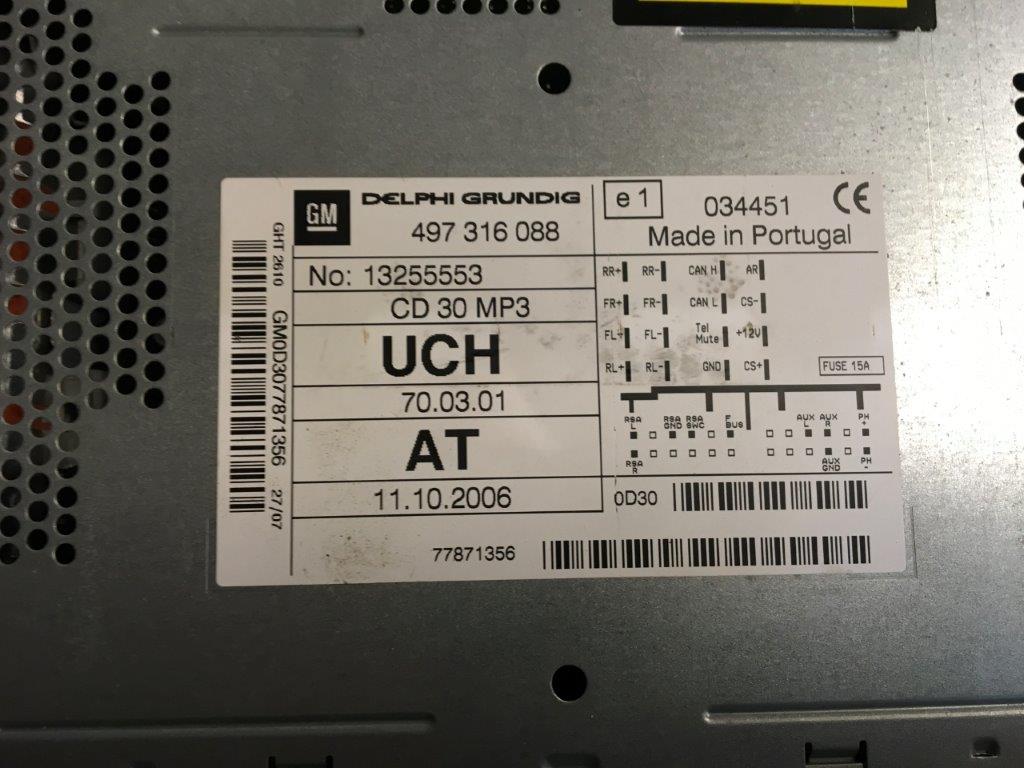 GM
DELPHI GRUNDIG
497 316 088
e1
034451
CE
Made in Portugal
No: 13255553
CD 30 MP3
UCH
70.03.01
AT
11.10.2006
77871356
GHT 2610 GM0D3077871356 27/07
RR+ RR- CAN H AR
FR+ FR- CAN L CS-
FL+ FL- Tel Mute +12V
RL+ RL- GND CS+
FUSE 15A
RSA L
RSA GND
RSA SWC
F BUS
AUX L
AUX R
PH +
RSA R
AUX GND
PH -
0D30